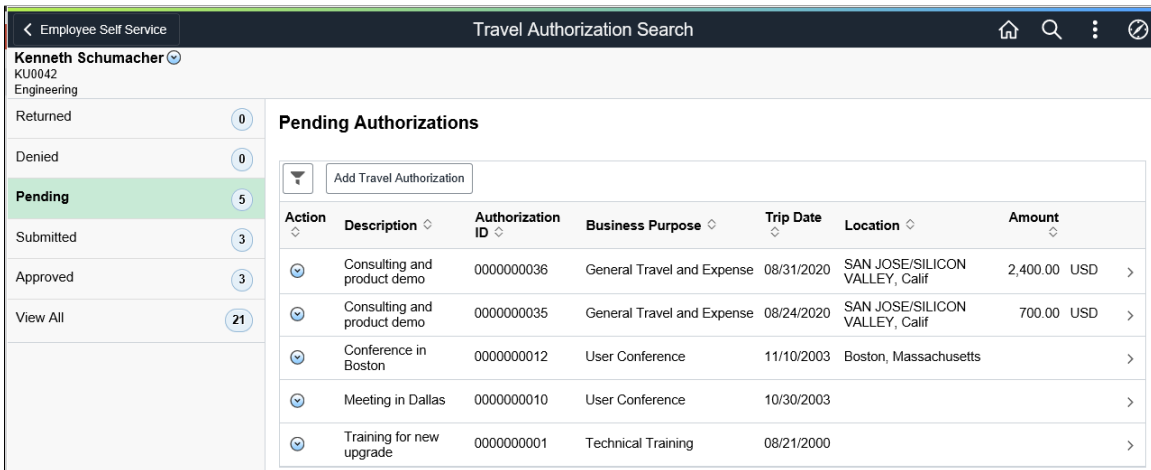 Employee Self Service
Travel Authorization Search
Kenneth Schumacher
KU0042
Engineering
Returned 0
Denied 0
Pending 5
Submitted 3
Approved 3
View All 21
Pending Authorizations
Add Travel Authorization
Action Description Authorization ID Business Purpose Trip Date Location Amount
Consulting and product demo 0000000036 General Travel and Expense 08/31/2020 SAN JOSE/SILICON VALLEY, Calif 2,400.00 USD
Consulting and product demo 0000000035 General Travel and Expense 08/24/2020 SAN JOSE/SILICON VALLEY, Calif 700.00 USD
Conference in Boston 0000000012 User Conference 11/10/2003 Boston, Massachusetts
Meeting in Dallas 0000000010 User Conference 10/30/2003
Training for new upgrade 0000000001 Technical Training 08/21/2000